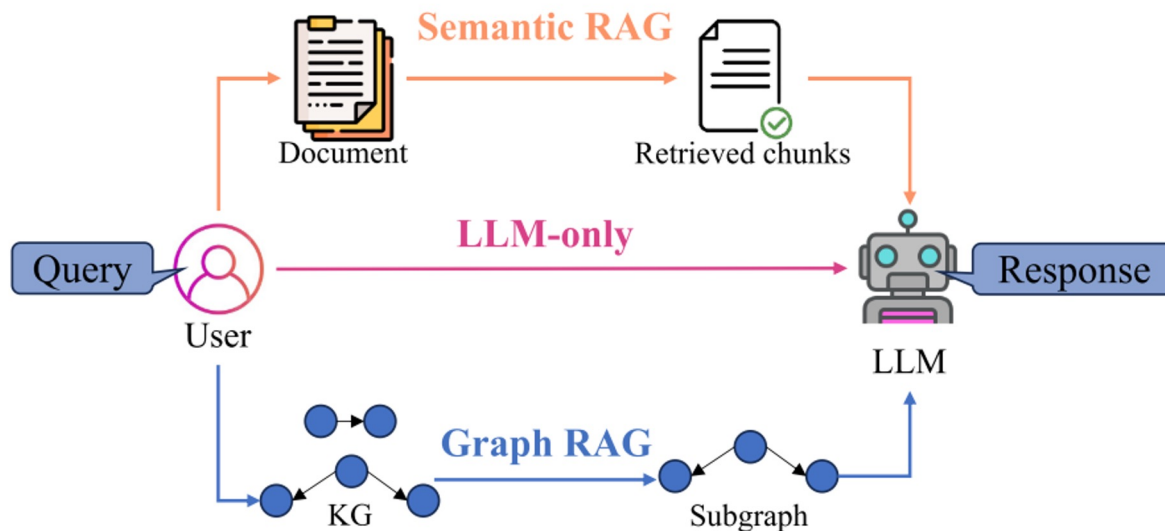 Semantic RAG
Document
Retrieved chunks
LLM-only
Query
User
Response
LLM
Graph RAG
KG
Subgraph